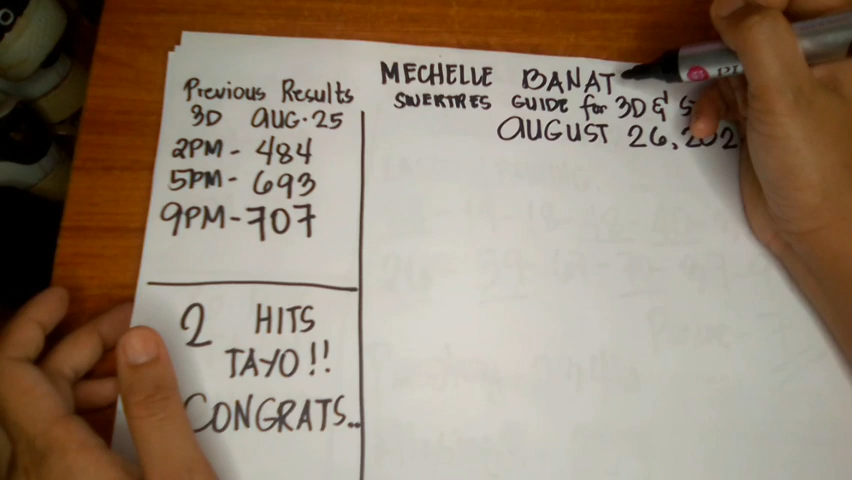 Previous Results
3D AUG. 25
2PM - 484
5PM - 693
9PM - 707
2 HITS
TAYO!!
CONGRATS..
MECHELLE BANAT
SWERTRES GUIDE for 3D &
AUGUST 26, 202